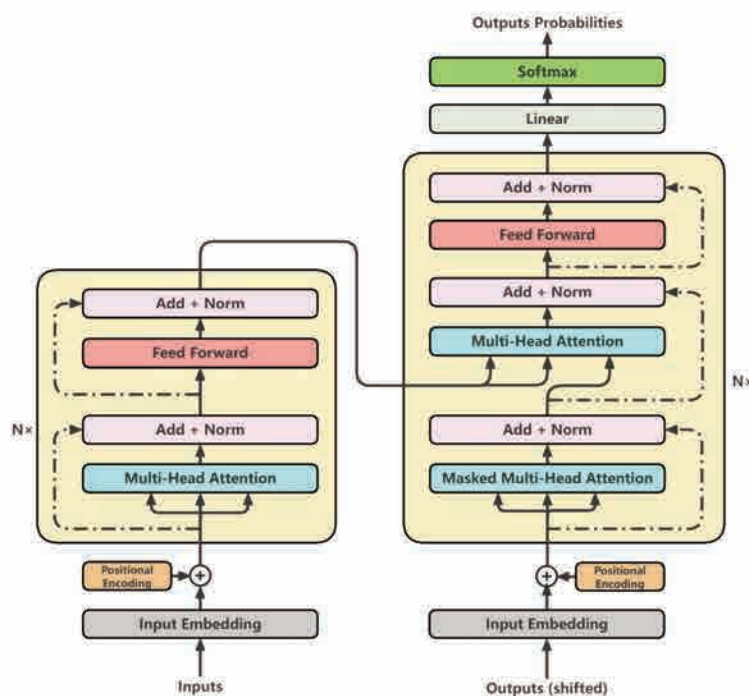 Outputs Probabilities
Softmax
Linear
Add + Norm
Feed Forward
Add + Norm
Multi-Head Attention
Add + Norm
Masked Multi-Head Attention
N×
Positional
Encoding
Input Embedding
Outputs (shifted)
Add + Norm
Feed Forward
Add + Norm
Multi-Head Attention
N×
Positional
Encoding
Input Embedding
Inputs